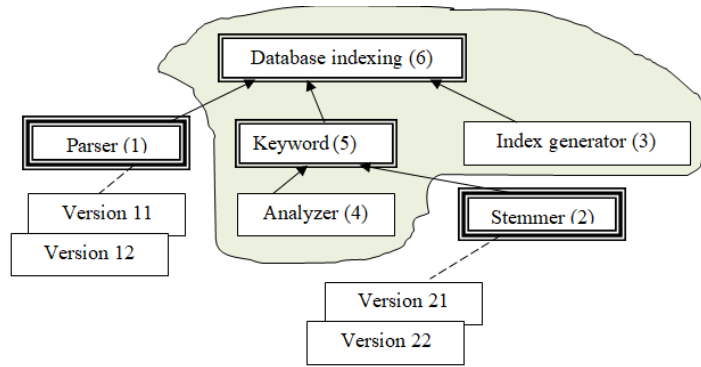 Database indexing (6)
Parser (1)
Keyword (5)
Index generator (3)
Version 11
Analyzer (4)
Stemmer (2)
Version 12
Version 21
Version 22